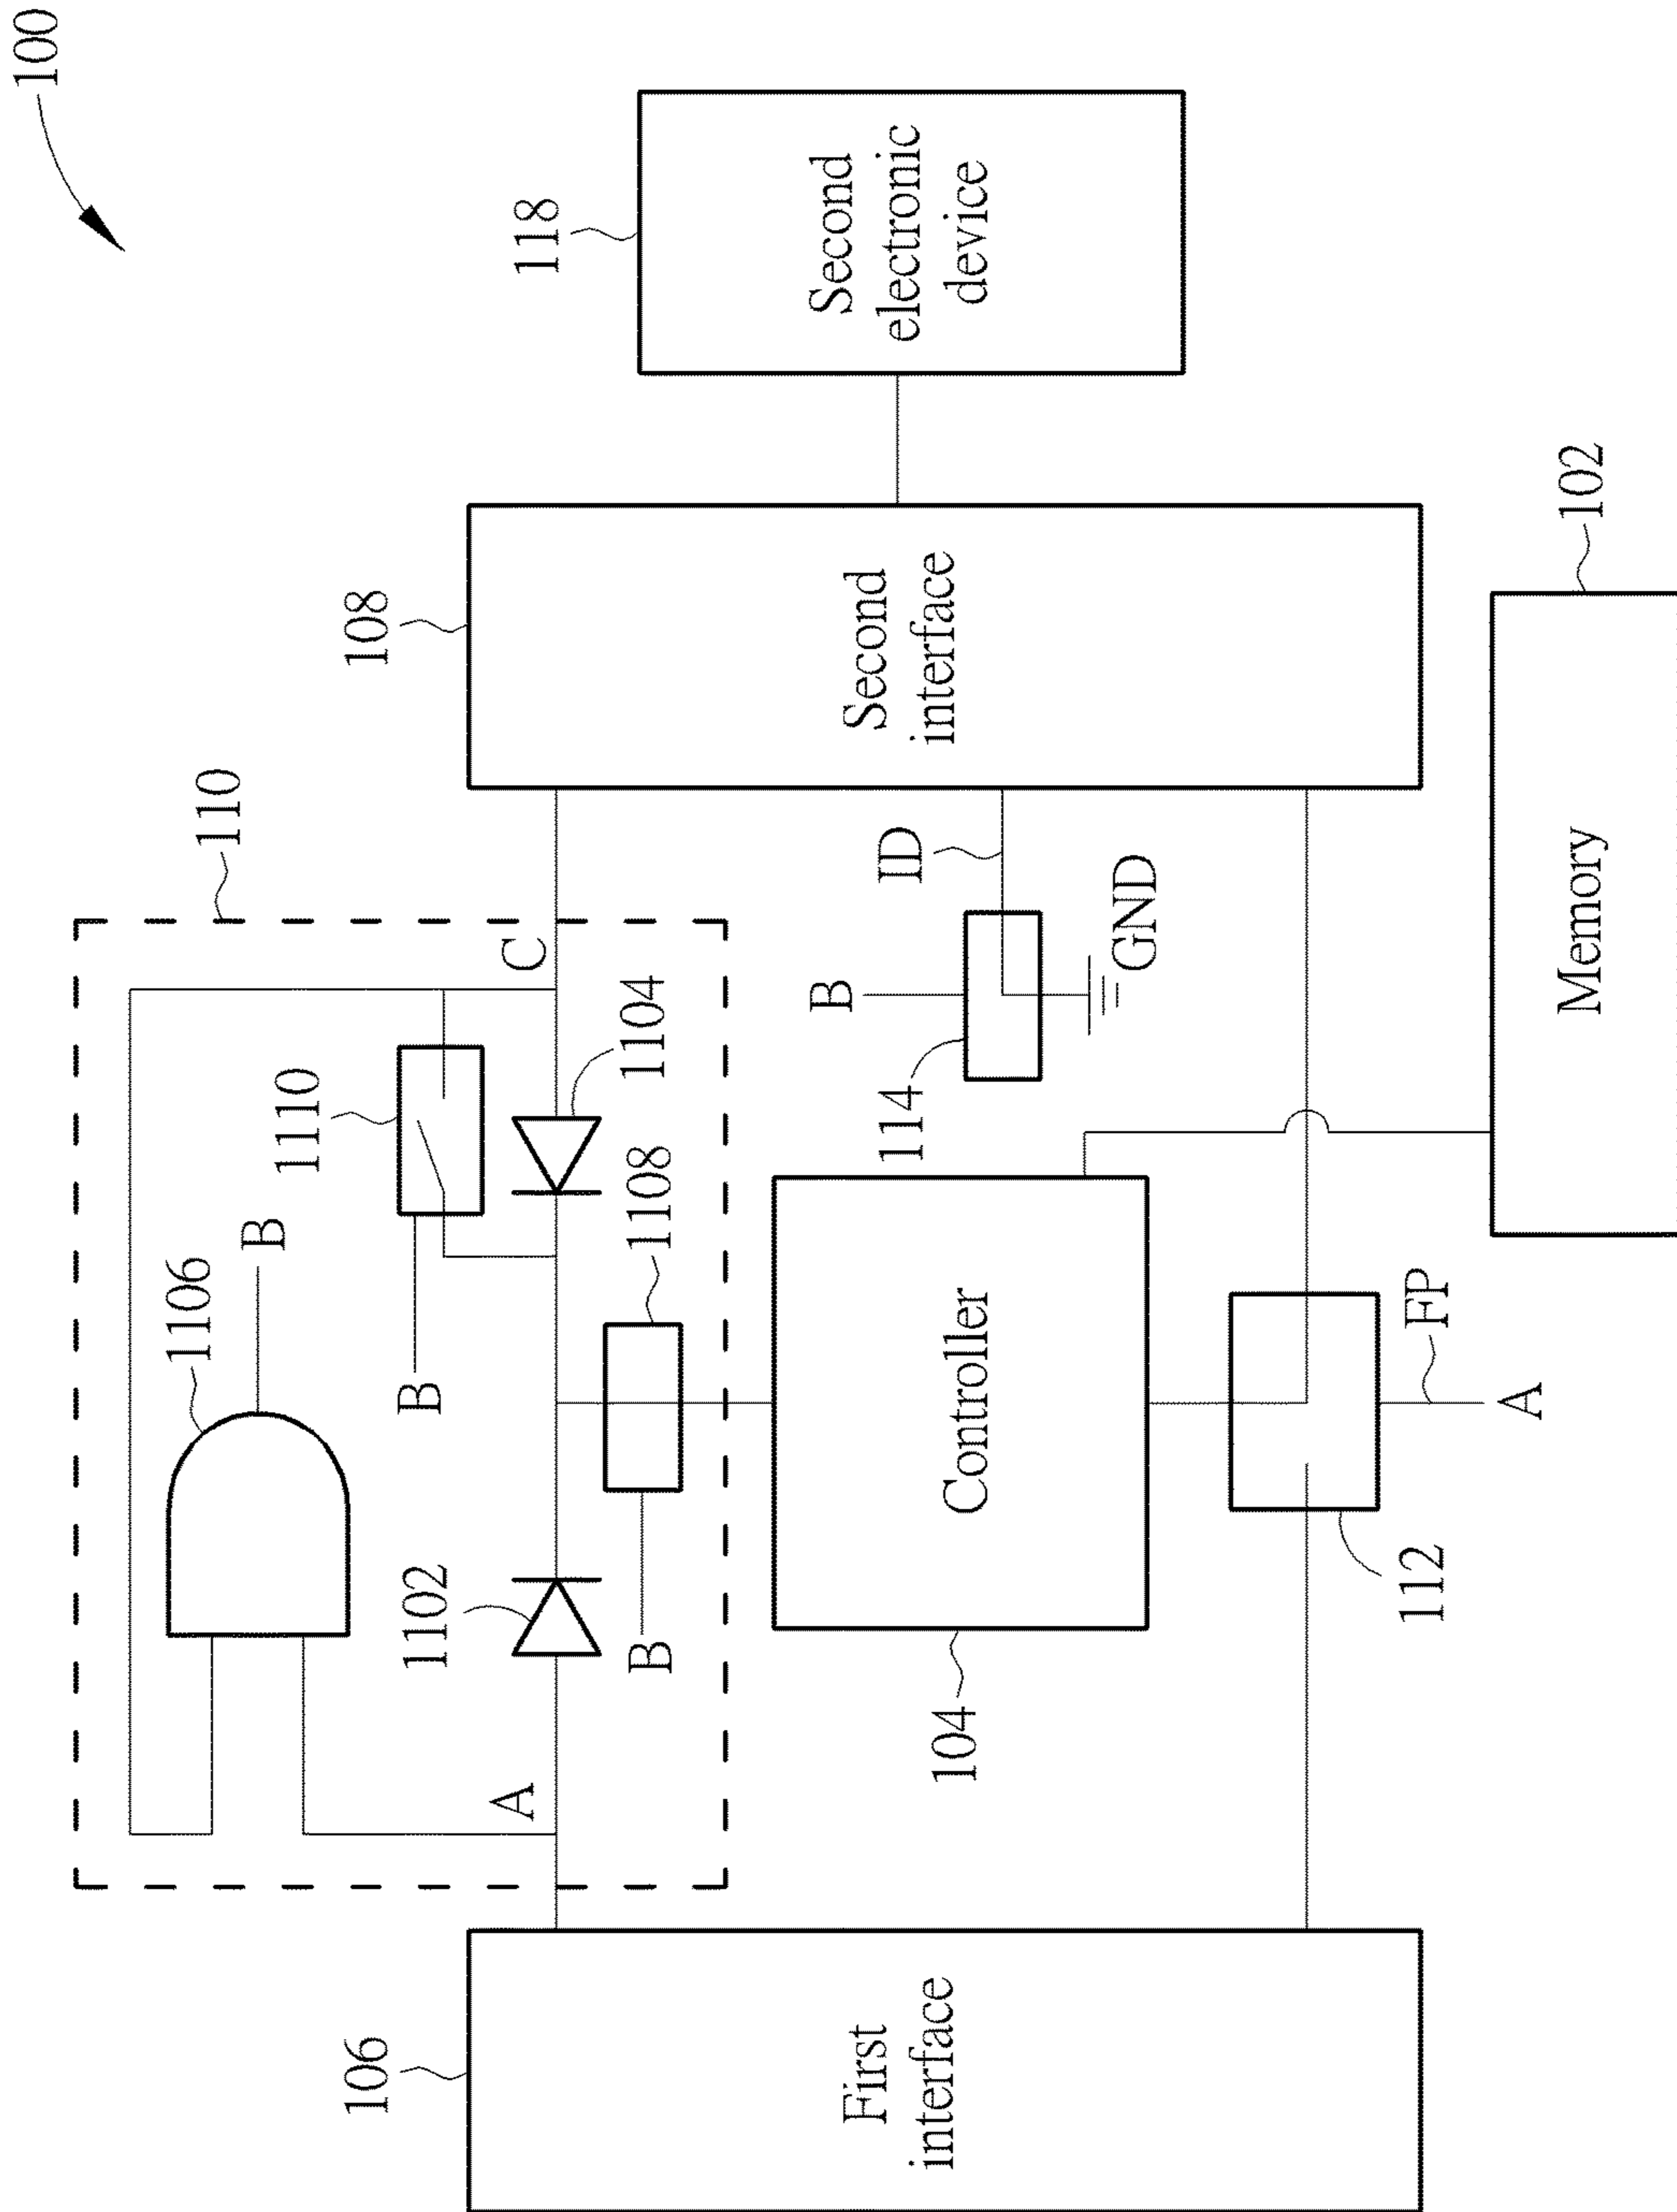 100
110
1106
B
1110
B
A
C
1102
1104
B
1108
106
108
118
First
interface
Second
interface
Second
electronic
device
Controller
104
B
114
ID
GND
112
FP
A
Memory
102